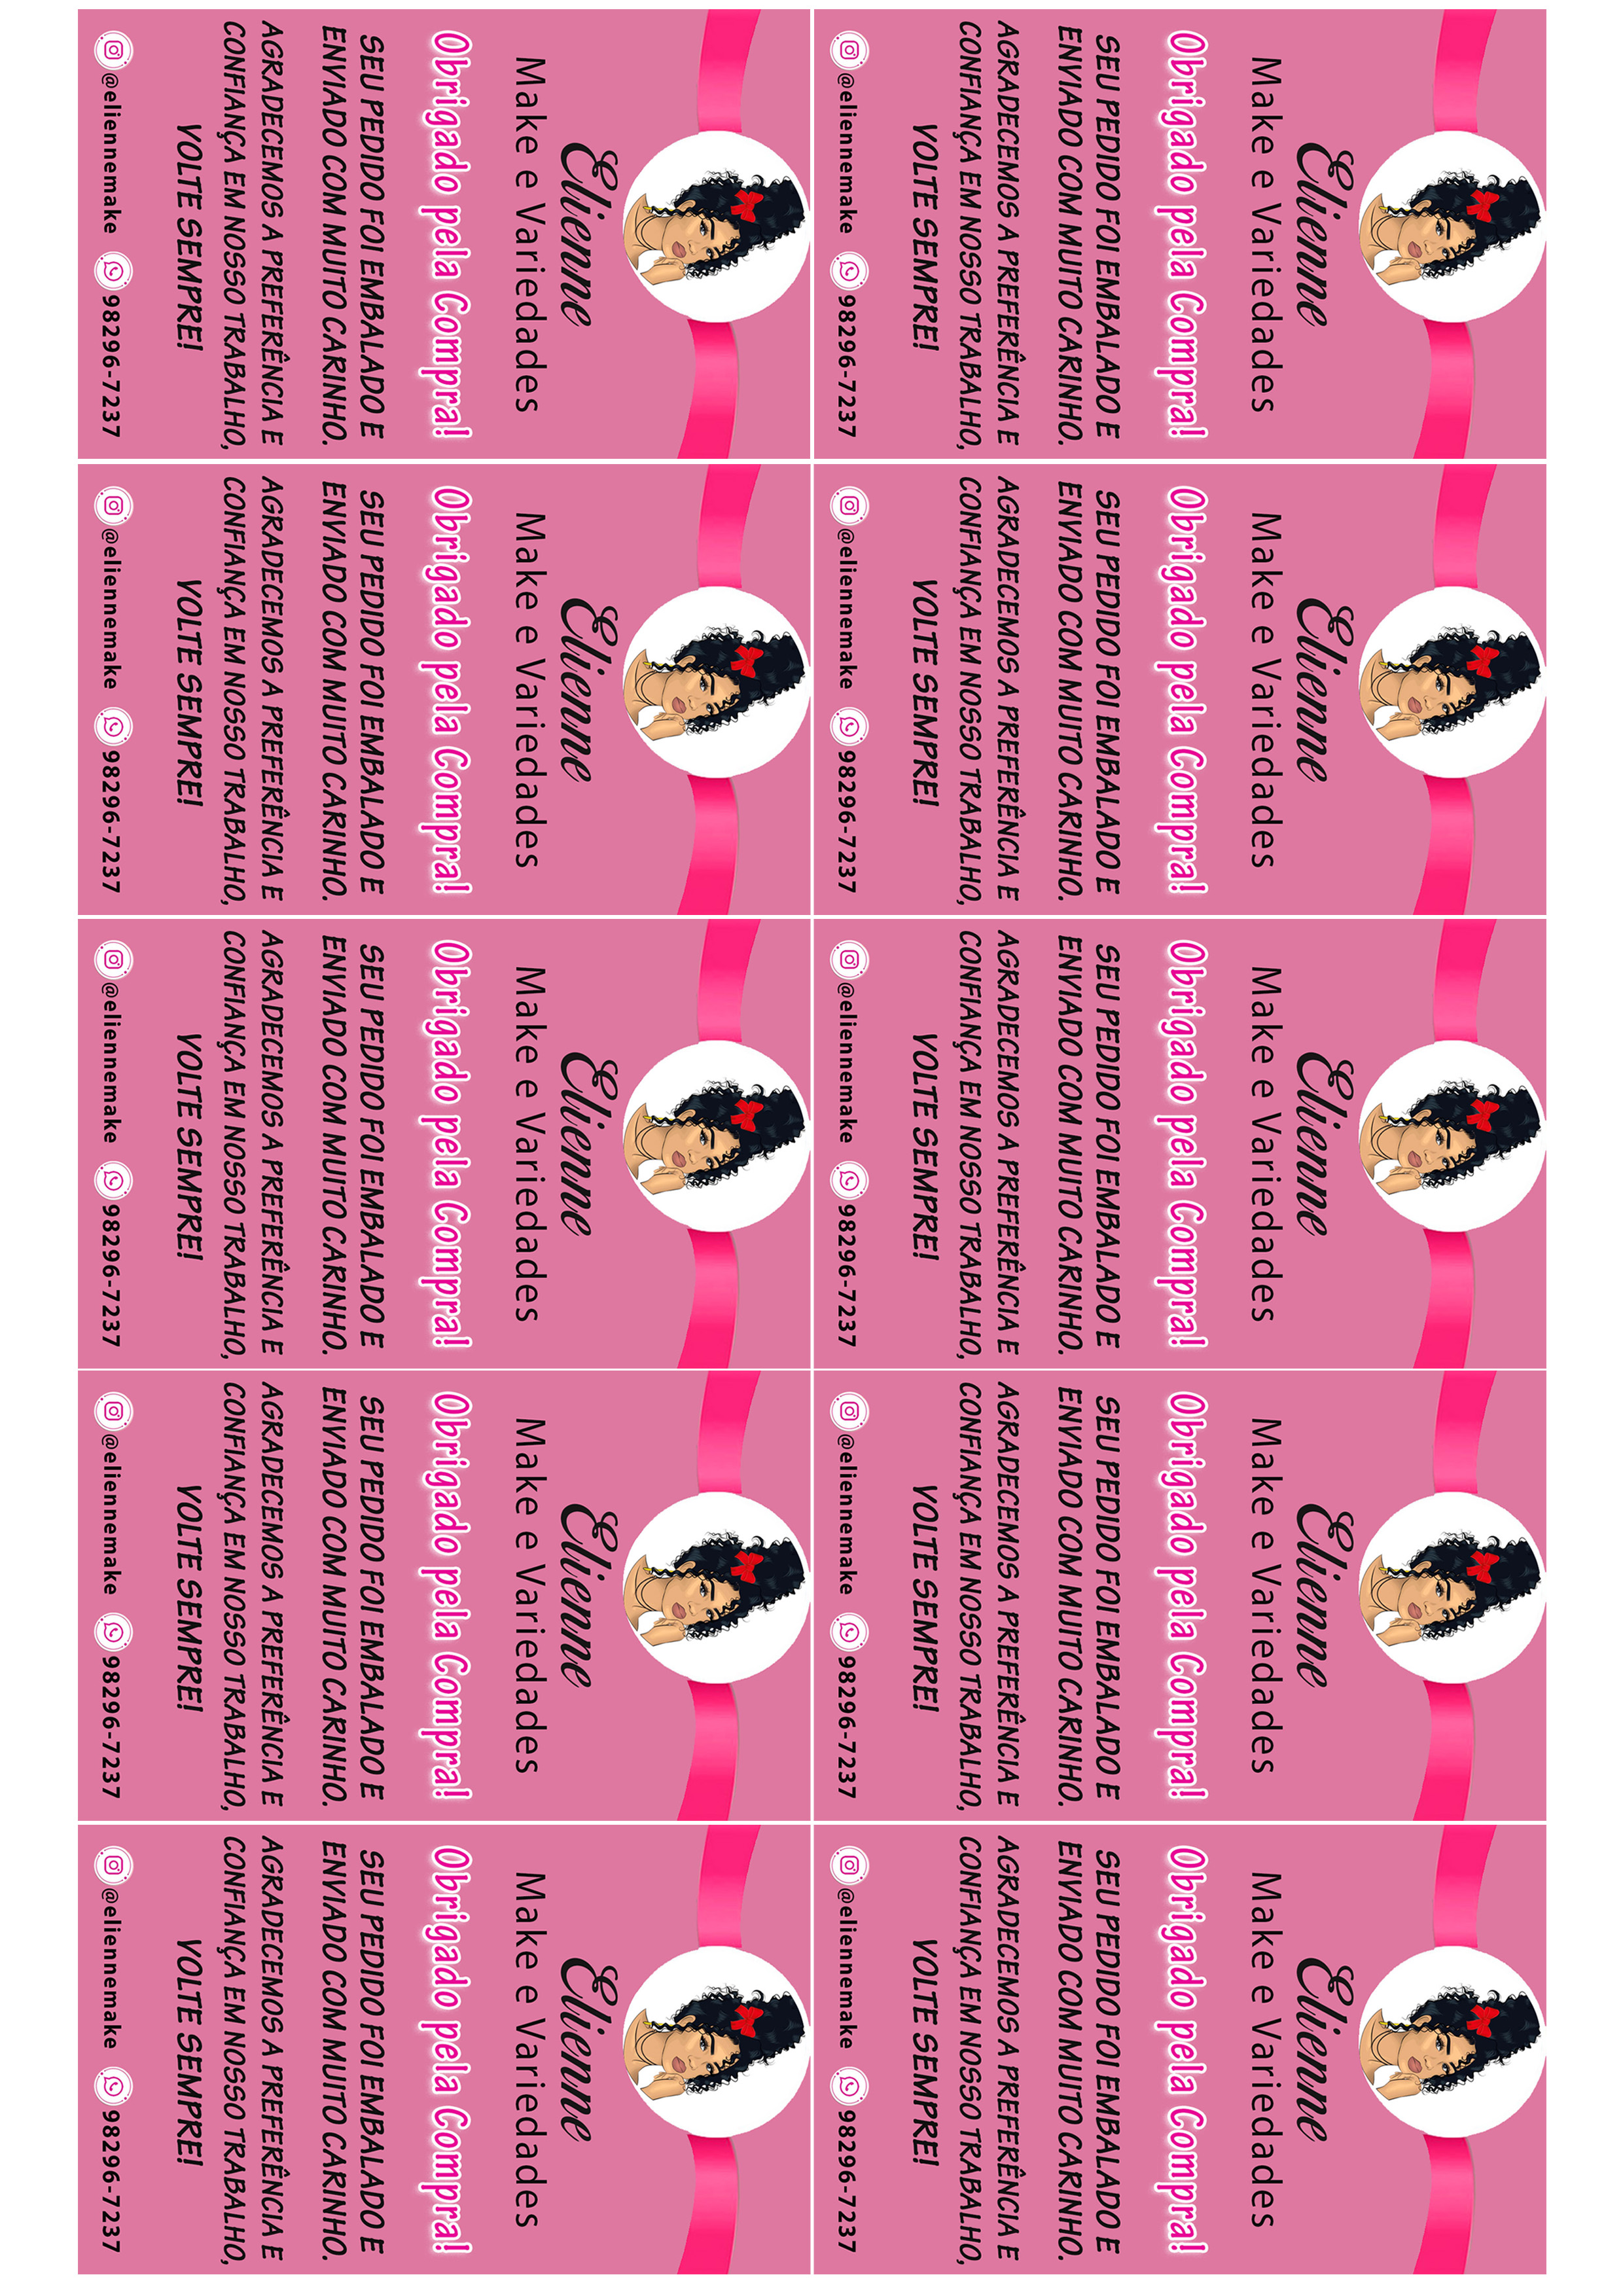 Elienne
Make e Variedades
Obrigado pela Compra!
SEU PEDIDO FOI EMBALADO E
ENVIADO COM MUITO CARINHO.
AGRADECEMOS A PREFERÊNCIA E
CONFIANÇA EM NOSSO TRABALHO,
VOLTE SEMPRE!
@eliennemake 98296-7237
Elienne
Make e Variedades
Obrigado pela Compra!
SEU PEDIDO FOI EMBALADO E
ENVIADO COM MUITO CARINHO.
AGRADECEMOS A PREFERÊNCIA E
CONFIANÇA EM NOSSO TRABALHO,
VOLTE SEMPRE!
@eliennemake 98296-7237
Elienne
Make e Variedades
Obrigado pela Compra!
SEU PEDIDO FOI EMBALADO E
ENVIADO COM MUITO CARINHO.
AGRADECEMOS A PREFERÊNCIA E
CONFIANÇA EM NOSSO TRABALHO,
VOLTE SEMPRE!
@eliennemake 98296-7237
Elienne
Make e Variedades
Obrigado pela Compra!
SEU PEDIDO FOI EMBALADO E
ENVIADO COM MUITO CARINHO.
AGRADECEMOS A PREFERÊNCIA E
CONFIANÇA EM NOSSO TRABALHO,
VOLTE SEMPRE!
@eliennemake 98296-7237
Elienne
Make e Variedades
Obrigado pela Compra!
SEU PEDIDO FOI EMBALADO E
ENVIADO COM MUITO CARINHO.
AGRADECEMOS A PREFERÊNCIA E
CONFIANÇA EM NOSSO TRABALHO,
VOLTE SEMPRE!
@eliennemake 98296-7237
Elienne
Make e Variedades
Obrigado pela Compra!
SEU PEDIDO FOI EMBALADO E
ENVIADO COM MUITO CARINHO.
AGRADECEMOS A PREFERÊNCIA E
CONFIANÇA EM NOSSO TRABALHO,
VOLTE SEMPRE!
@eliennemake 98296-7237
Elienne
Make e Variedades
Obrigado pela Compra!
SEU PEDIDO FOI EMBALADO E
ENVIADO COM MUITO CARINHO.
AGRADECEMOS A PREFERÊNCIA E
CONFIANÇA EM NOSSO TRABALHO,
VOLTE SEMPRE!
@eliennemake 98296-7237
Elienne
Make e Variedades
Obrigado pela Compra!
SEU PEDIDO FOI EMBALADO E
ENVIADO COM MUITO CARINHO.
AGRADECEMOS A PREFERÊNCIA E
CONFIANÇA EM NOSSO TRABALHO,
VOLTE SEMPRE!
@eliennemake 98296-7237
Elienne
Make e Variedades
Obrigado pela Compra!
SEU PEDIDO FOI EMBALADO E
ENVIADO COM MUITO CARINHO.
AGRADECEMOS A PREFERÊNCIA E
CONFIANÇA EM NOSSO TRABALHO,
VOLTE SEMPRE!
@eliennemake 98296-7237
Elienne
Make e Variedades
Obrigado pela Compra!
SEU PEDIDO FOI EMBALADO E
ENVIADO COM MUITO CARINHO.
AGRADECEMOS A PREFERÊNCIA E
CONFIANÇA EM NOSSO TRABALHO,
VOLTE SEMPRE!
@eliennemake 98296-7237